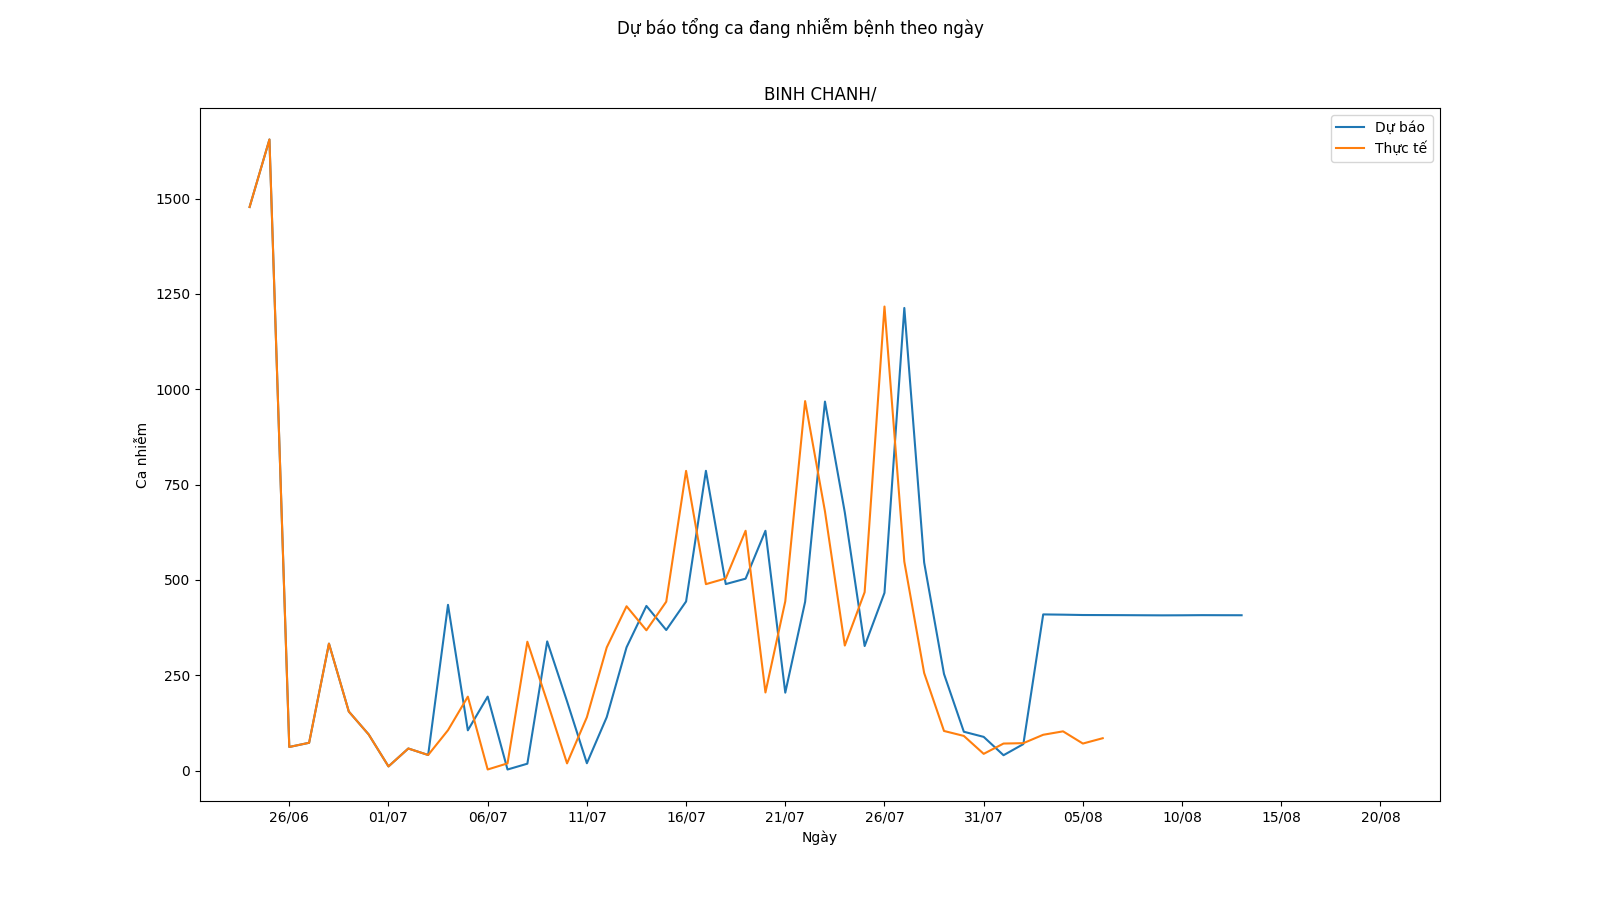 Dự báo tổng ca đang nhiễm bệnh theo ngày
BINH CHANH/
Dự báo
Thực tế
1500
1250
1000
750
500
250
0
Ca nhiễm
26/06 01/07 06/07 11/07 16/07 21/07 26/07 31/07 05/08 10/08 15/08 20/08
Ngày